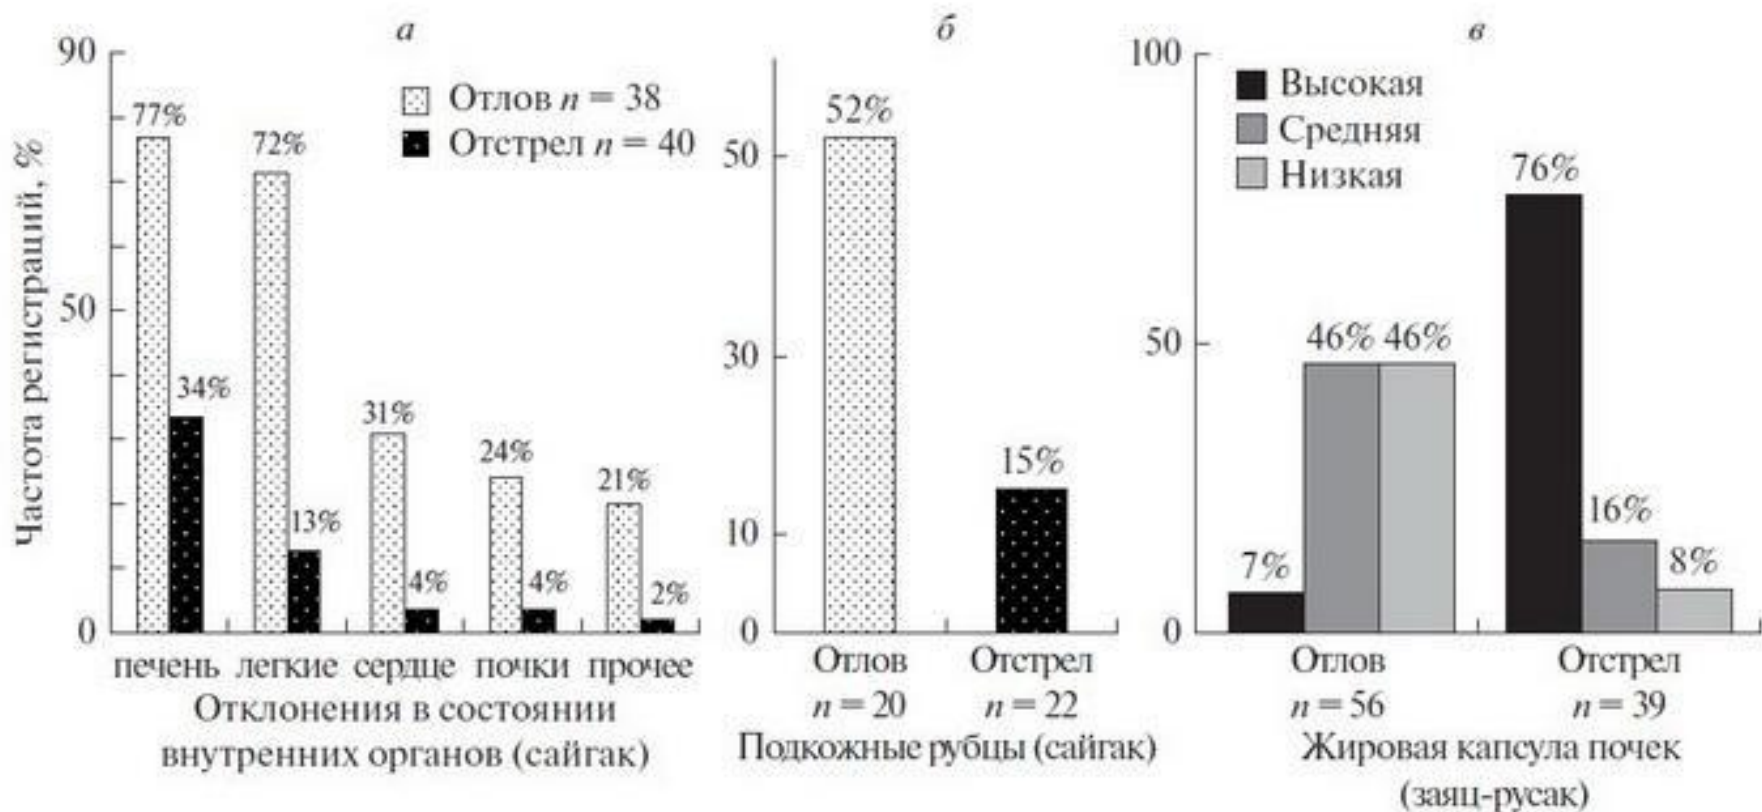 а
Частота регистраций, %
90
50
0
Отлов n = 38
Отстрел n = 40
77%
34%
72%
13%
31%
4%
24%
4%
21%
2%
печень легкие сердце почки прочее
Отклонения в состоянии
внутренних органов (сайгак)
б
50
30
10
0
52%
15%
Отлов Отстрел
n = 20 n = 22
Подкожные рубцы (сайгак)
в
100
50
0
Высокая
Средняя
Низкая
7%
46% 46%
76%
16%
8%
Отлов Отстрел
n = 56 n = 39
Жировая капсула почек
(заяц-русак)